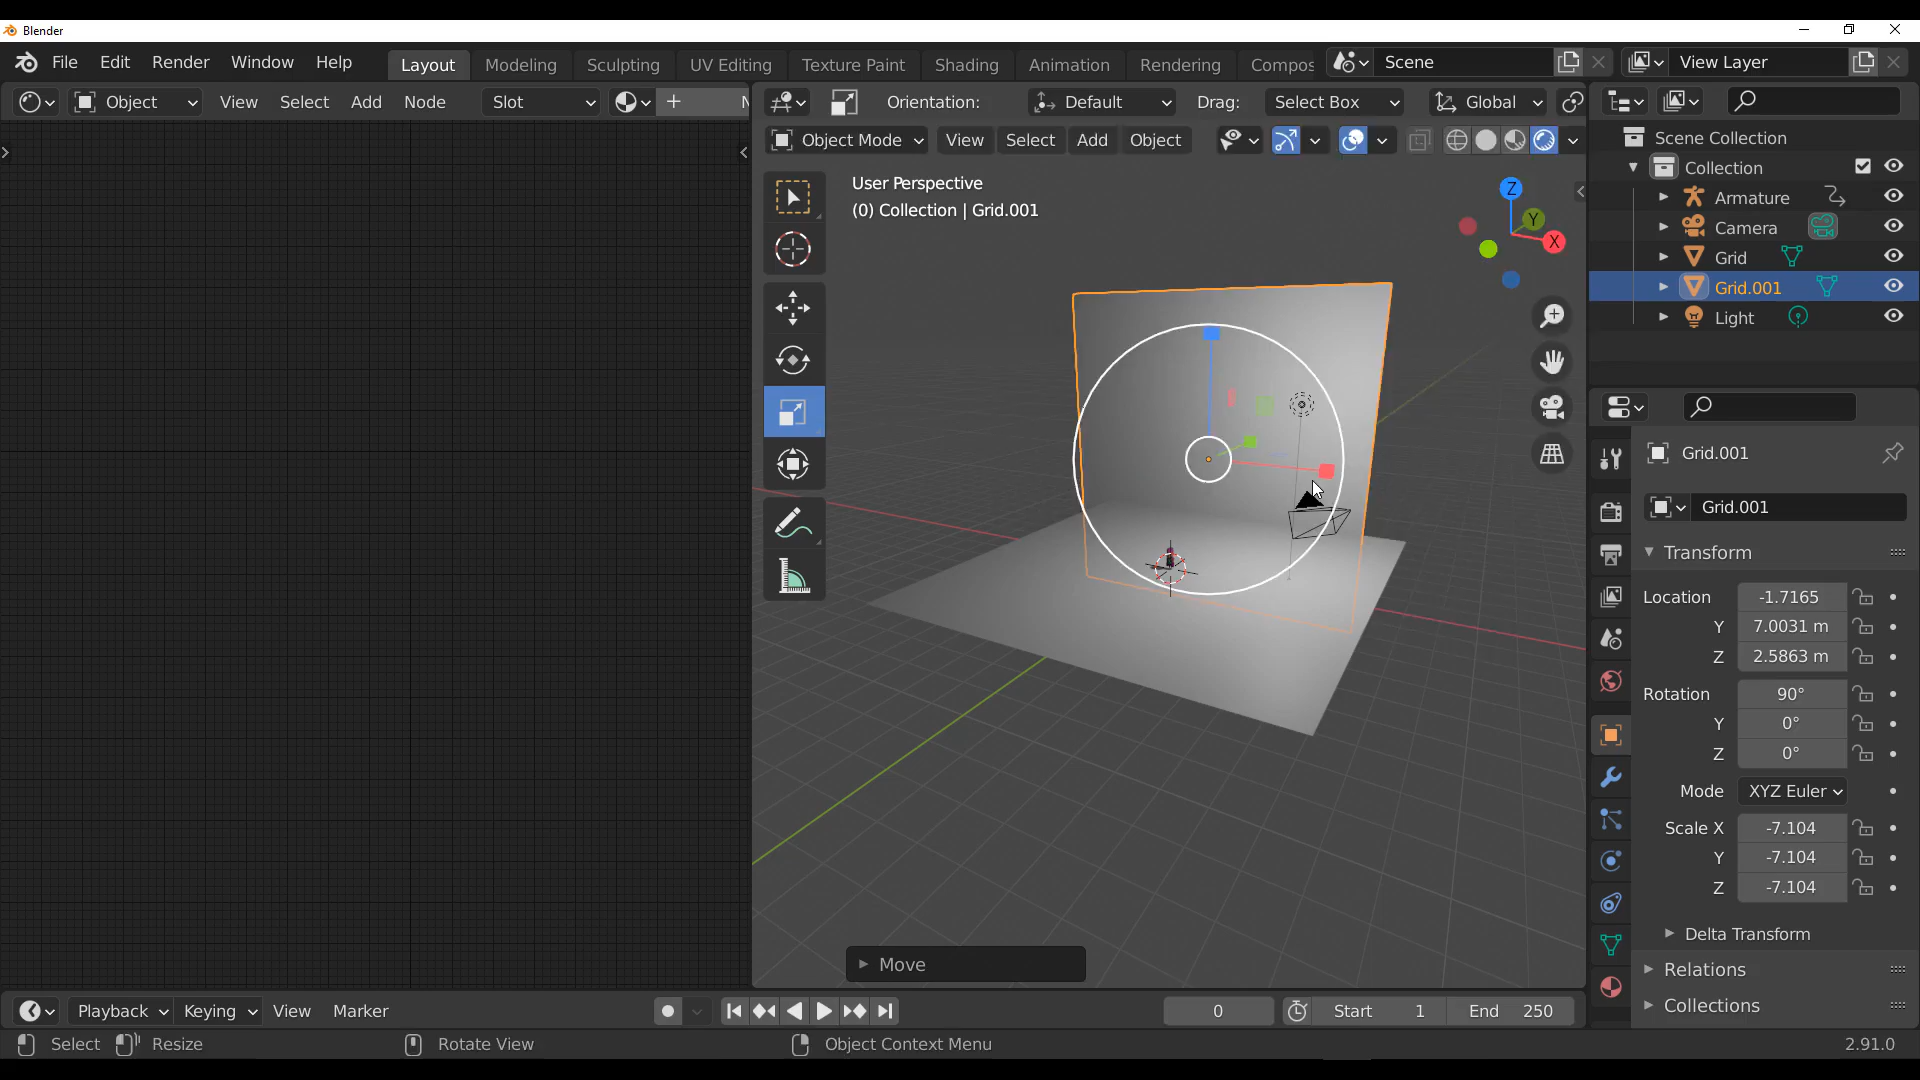 Blender
File Edit Render Window Help Layout Modeling Sculpting UV Editing Texture Paint Shading Animation Rendering Compos Scene View Layer
Object View Select Add Node Slot N
Orientation: Default Drag: Select Box Global
Object Mode View Select Add Object
User Perspective
(0) Collection | Grid.001
Z
Y
X
Scene Collection
Collection
Armature
Camera
Grid
Grid.001
Light
Grid.001
Grid.001
Transform
Location -1.7165
Y 7.0031 m
Z 2.5863 m
Rotation 90°
Y 0°
Z 0°
Mode XYZ Euler
Scale X -7.104
Y -7.104
Z -7.104
Delta Transform
Relations
Collections
Move
Playback Keying View Marker 0 Start 1 End 250
Select Resize Rotate View Object Context Menu 2.91.0